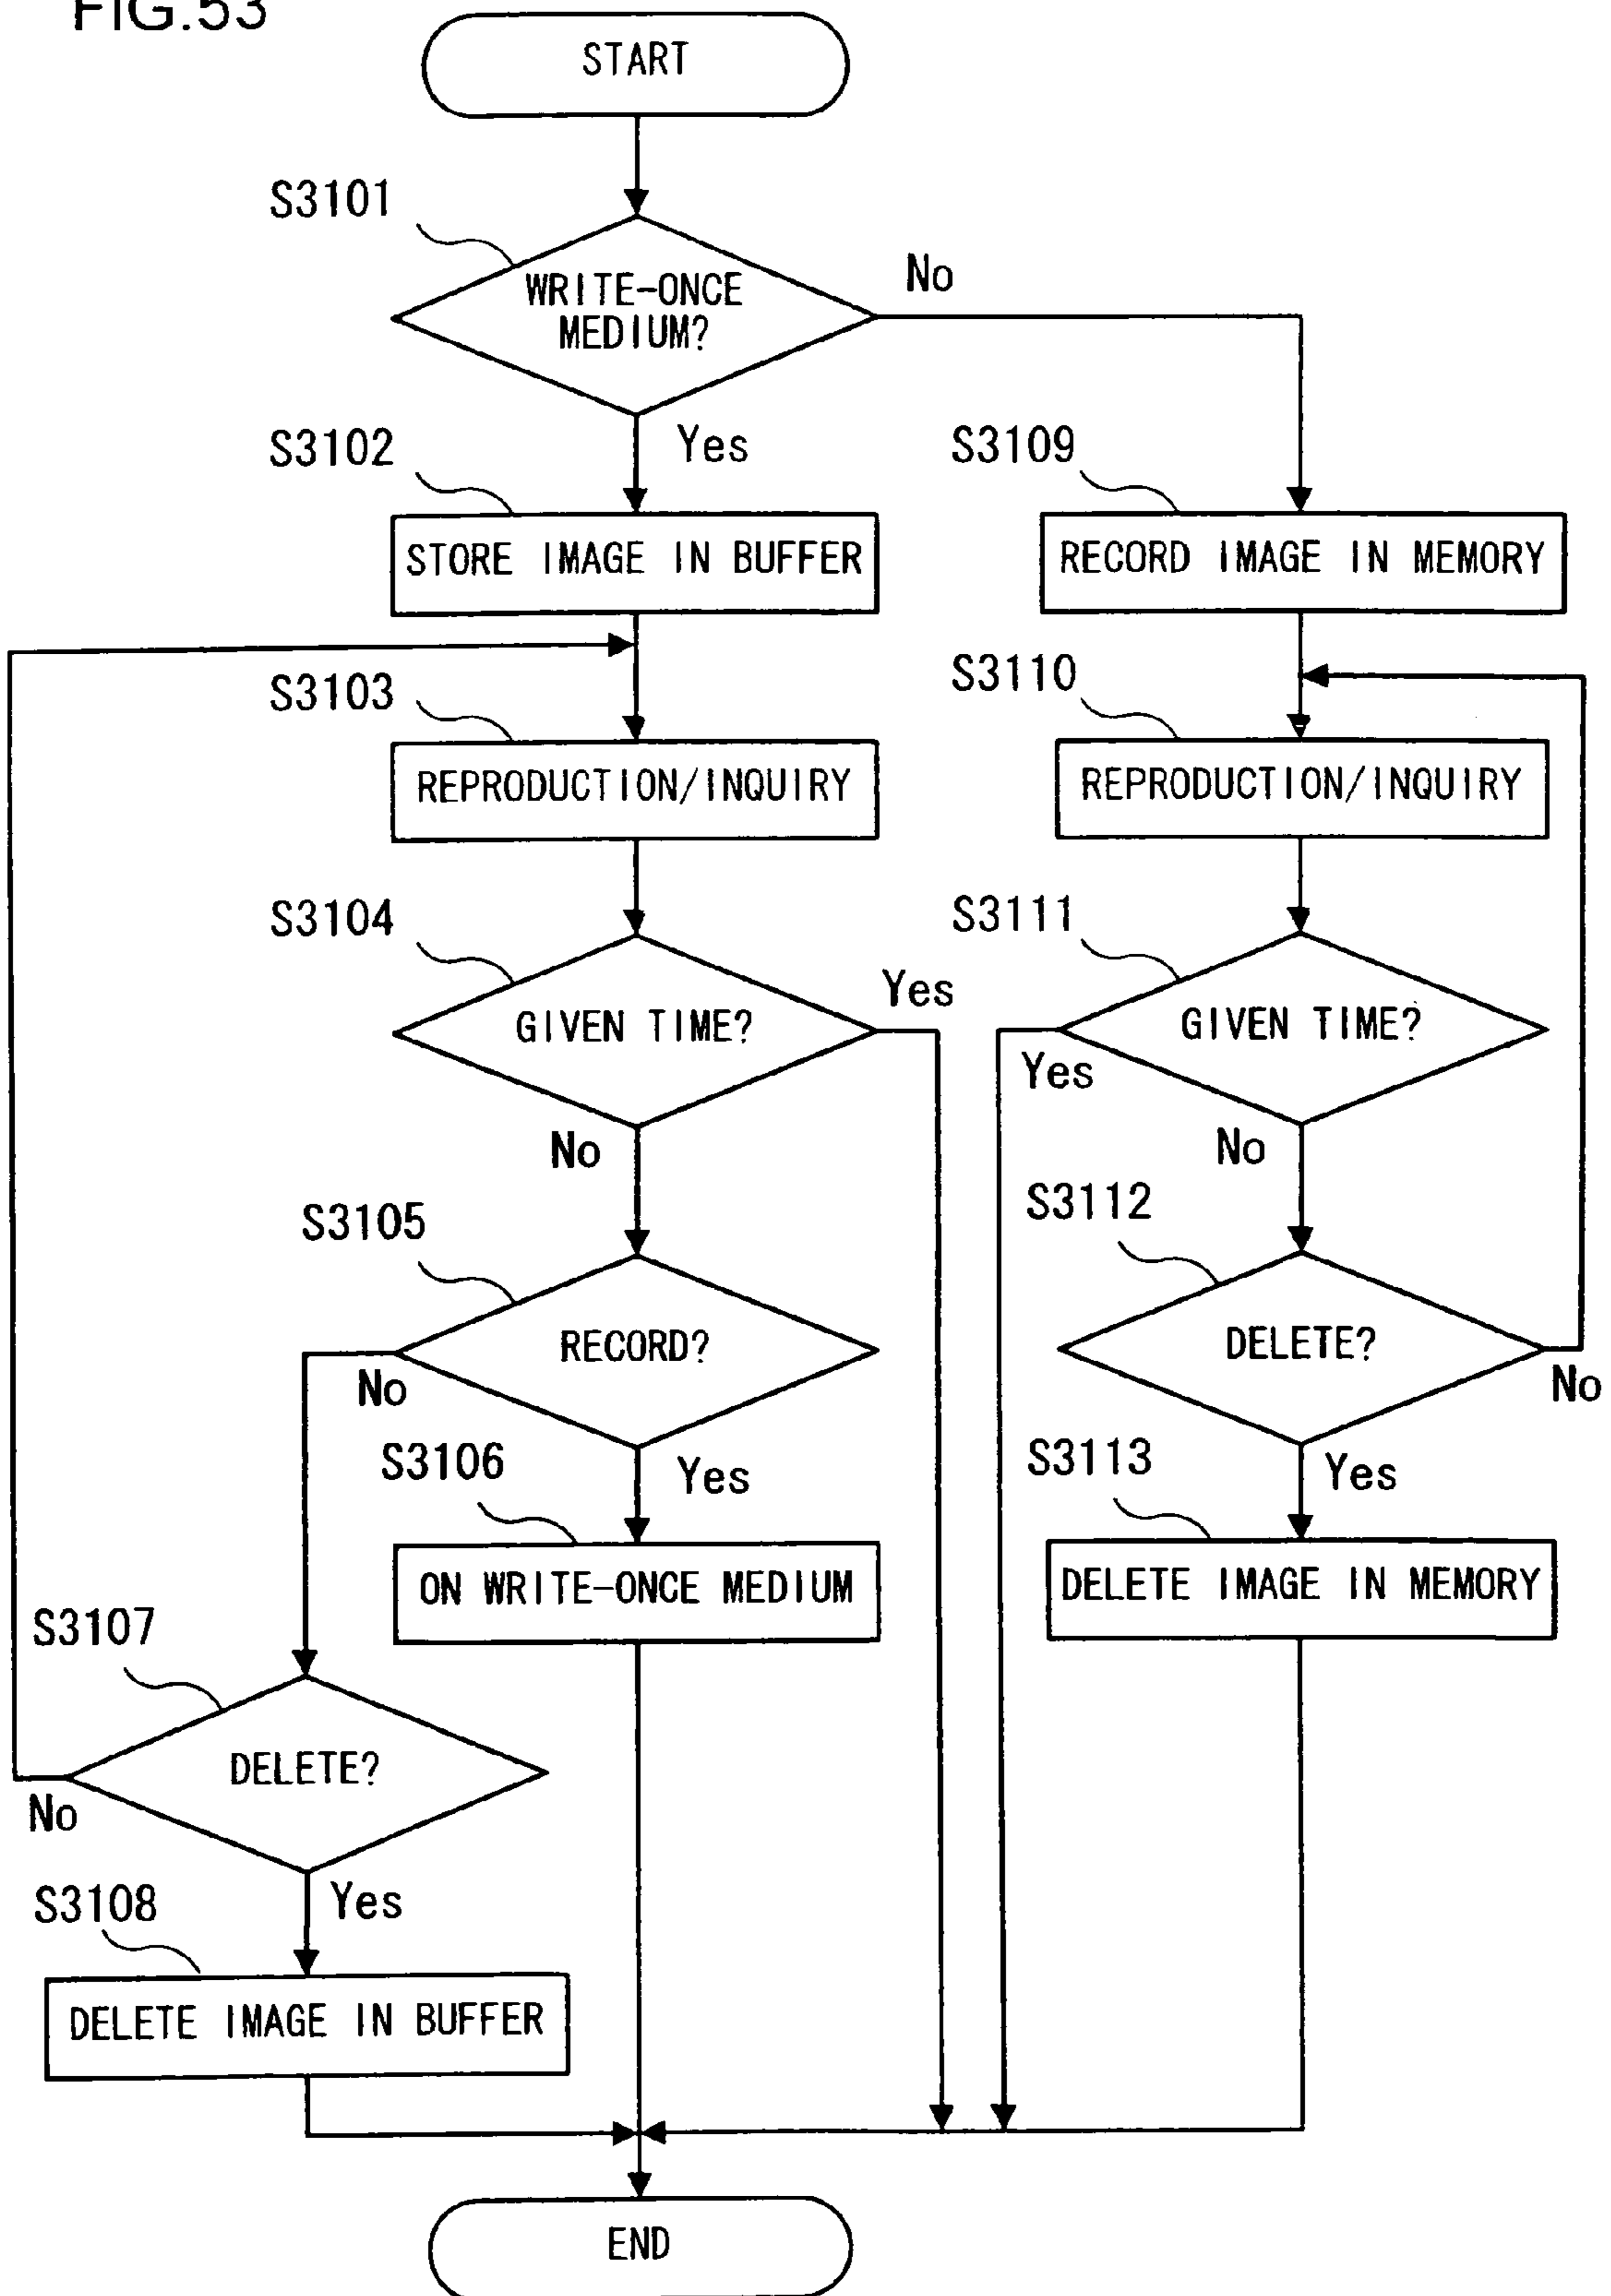 FIG.53
START
S3101
WRITE-ONCE
MEDIUM?
No
Yes
S3102
STORE IMAGE IN BUFFER
S3109
RECORD IMAGE IN MEMORY
S3103
REPRODUCTION/INQUIRY
S3110
REPRODUCTION/INQUIRY
S3104
GIVEN TIME?
Yes
No
S3111
GIVEN TIME?
Yes
No
S3105
RECORD?
No
Yes
S3112
DELETE?
No
Yes
S3106
ON WRITE-ONCE MEDIUM
S3113
DELETE IMAGE IN MEMORY
S3107
DELETE?
No
Yes
S3108
DELETE IMAGE IN BUFFER
END